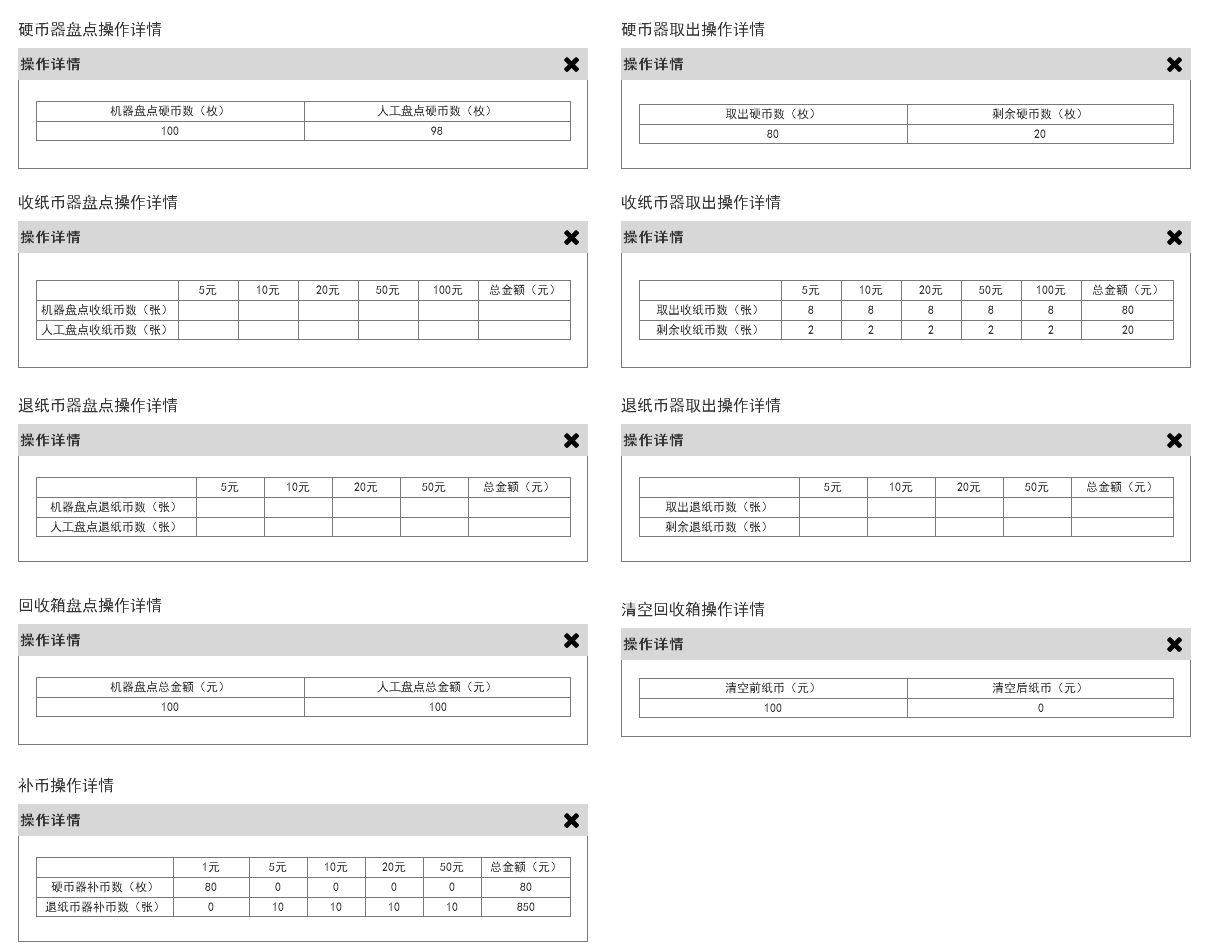 硬币器盘点操作详情
操作详情
机器盘点硬币数（枚） 人工盘点硬币数（枚）
100 98
硬币器取出操作详情
操作详情
取出硬币数（枚） 剩余硬币数（枚）
80 20
收纸币器盘点操作详情
操作详情
5元 10元 20元 50元 100元 总金额（元）
机器盘点收纸币数（张）
人工盘点收纸币数（张）
收纸币器取出操作详情
操作详情
5元 10元 20元 50元 100元 总金额（元）
取出收纸币数（张） 8 8 8 8 8 80
剩余收纸币数（张） 2 2 2 2 2 20
退纸币器盘点操作详情
操作详情
5元 10元 20元 50元 总金额（元）
机器盘点退纸币数（张）
人工盘点退纸币数（张）
退纸币器取出操作详情
操作详情
5元 10元 20元 50元 总金额（元）
取出退纸币数（张）
剩余退纸币数（张）
回收箱盘点操作详情
操作详情
机器盘点总金额（元） 人工盘点总金额（元）
100 100
清空回收箱操作详情
操作详情
清空前纸币（元） 清空后纸币（元）
100 0
补币操作详情
操作详情
1元 5元 10元 20元 50元 总金额（元）
硬币器补币数（枚） 80 0 0 0 0 80
退纸币器补币数（张） 0 10 10 10 10 850